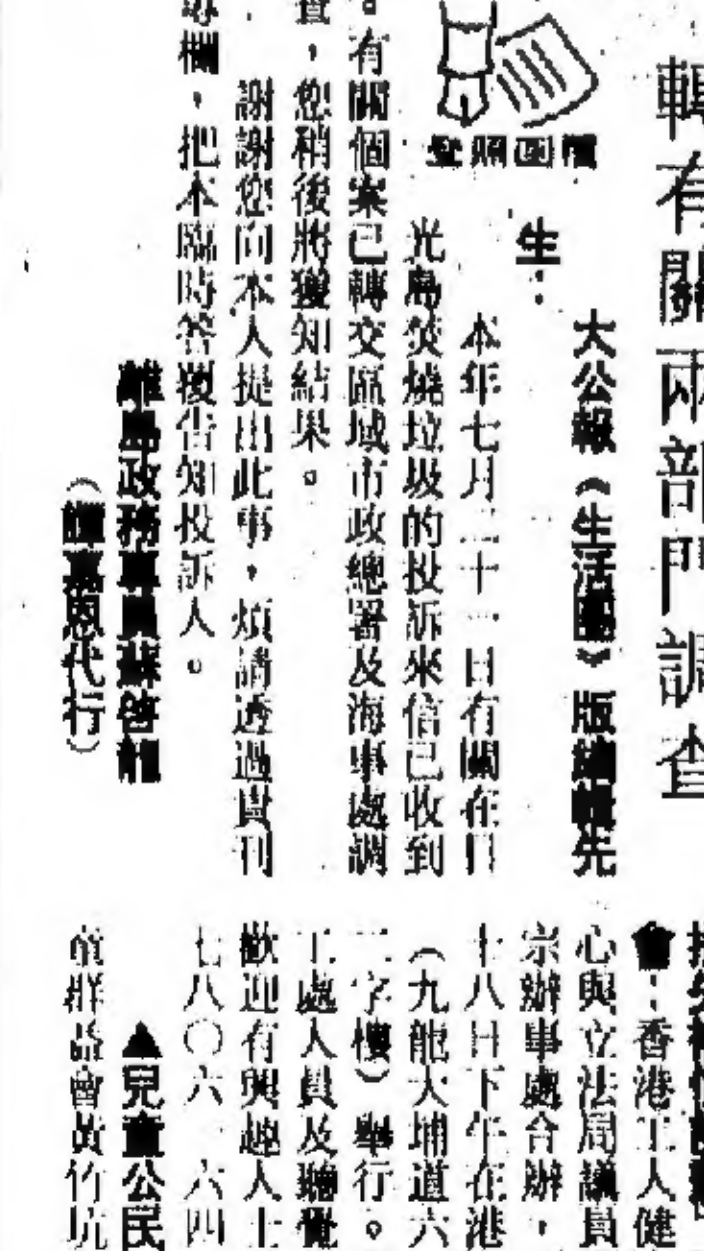 轉有關兩部門調查
大公報《生活圈》版編輯先
生：
本年七月二十一日有關在日
光島焚燒垃圾的投訴來信已收到
。有關個案已轉交區域市政總署及海事處調
查，您稍後將獲知結果。
謝謝您向本人提出此事，煩請透過貴刊
專欄，把本臨時答覆告知投訴人。
離島政務專員蘇啓龍
（譚嘉恩代行）
會：香港工人健
心與立法局議員
宗辦事處合辦，
十八日下午在港
（九龍大埔道六
二字樓）舉行。
工處人員及聽覺
歡迎有興趣人士
七八〇六一六四
▲兒童公民
童群益會黃竹坑